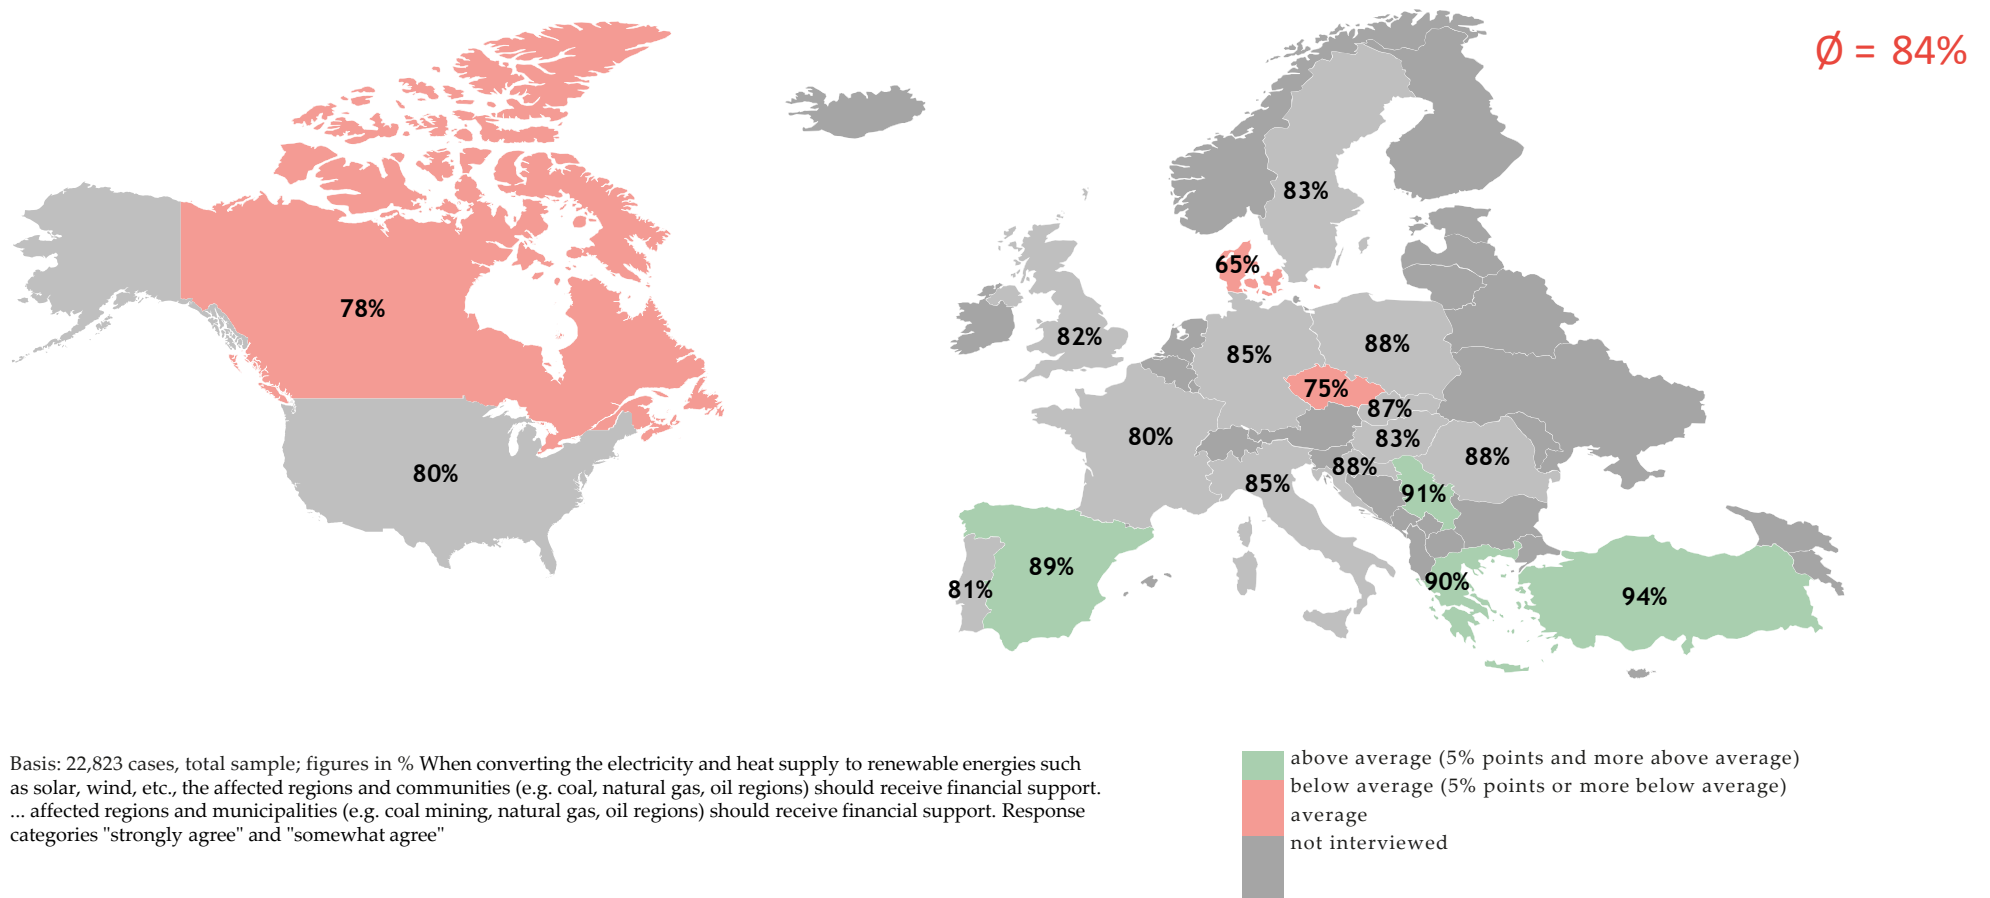 Ø = 84%
83%
65%
78%
82%
88%
85%
75%
87%
80%
83%
88%
88%
80%
85%
91%
89%
90%
81%
94%
Basis: 22,823 cases, total sample; figures in % When converting the electricity and heat supply to renewable energies such
as solar, wind, etc., the affected regions and communities (e.g. coal, natural gas, oil regions) should receive financial support.
... affected regions and municipalities (e.g. coal mining, natural gas, oil regions) should receive financial support. Response
categories "strongly agree" and "somewhat agree"
above average (5% points and more above average)
below average (5% points or more below average)
average
not interviewed